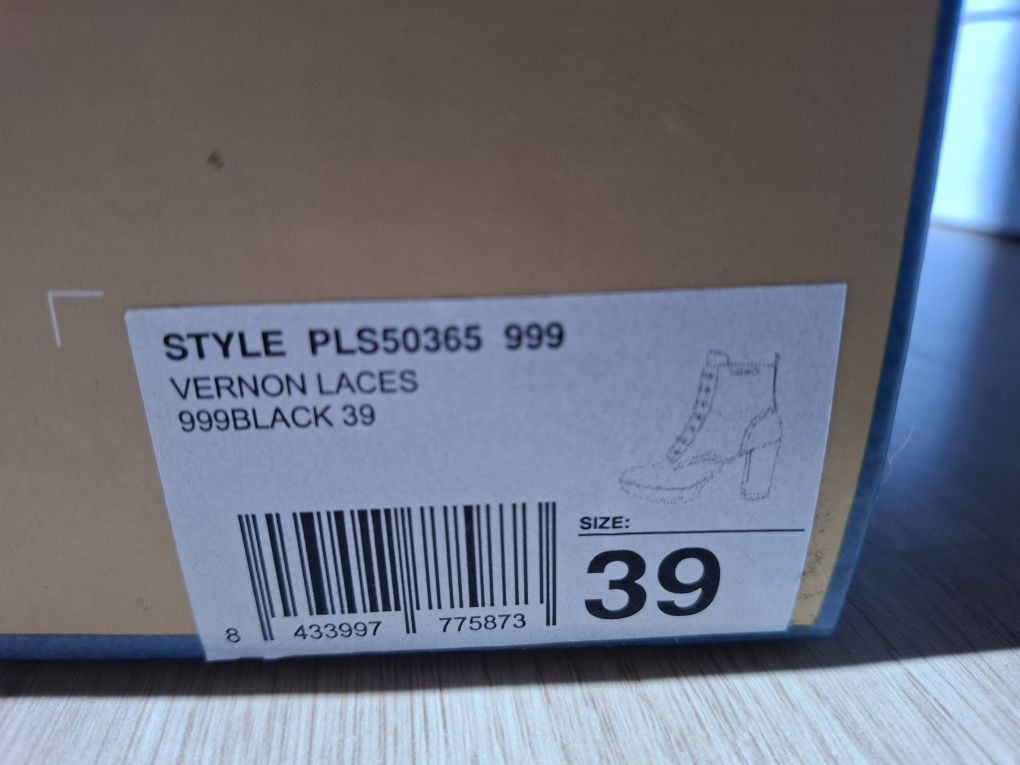 STYLE PLS50365 999
VERNON LACES
999BLACK 39
SIZE:
39
8 433997 775873